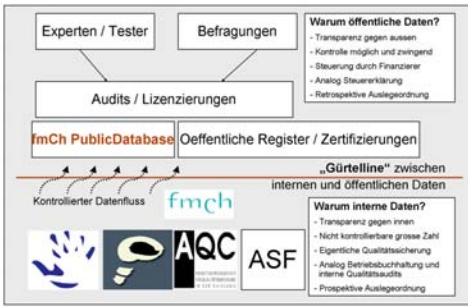 Experten / Tester
Befragungen
Warum öffentliche Daten?
- Transparenz gegen aussen
- Kontrolle möglich und zwingend
- Steuerung durch Finanzierer
- Analog Steuererklärung
- Retrospektive Auslegeordnung
Audits / Lizenzierungen
fmCh PublicDatabase
Oeffentliche Register / Zertifizierungen
„Gürtelline“ zwischen
internen und öffentlichen Daten
Kontrollierter Datenfluss
fmch
Warum interne Daten?
- Transparenz gegen innen
- Nicht kontrollierbare grosse Zahl
- Eigentliche Qualitätssicherung
- Analog Betriebsbuchhaltung und
interne Qualitätsaudits
- Prospektive Auslegeordnung
AQC
ASF